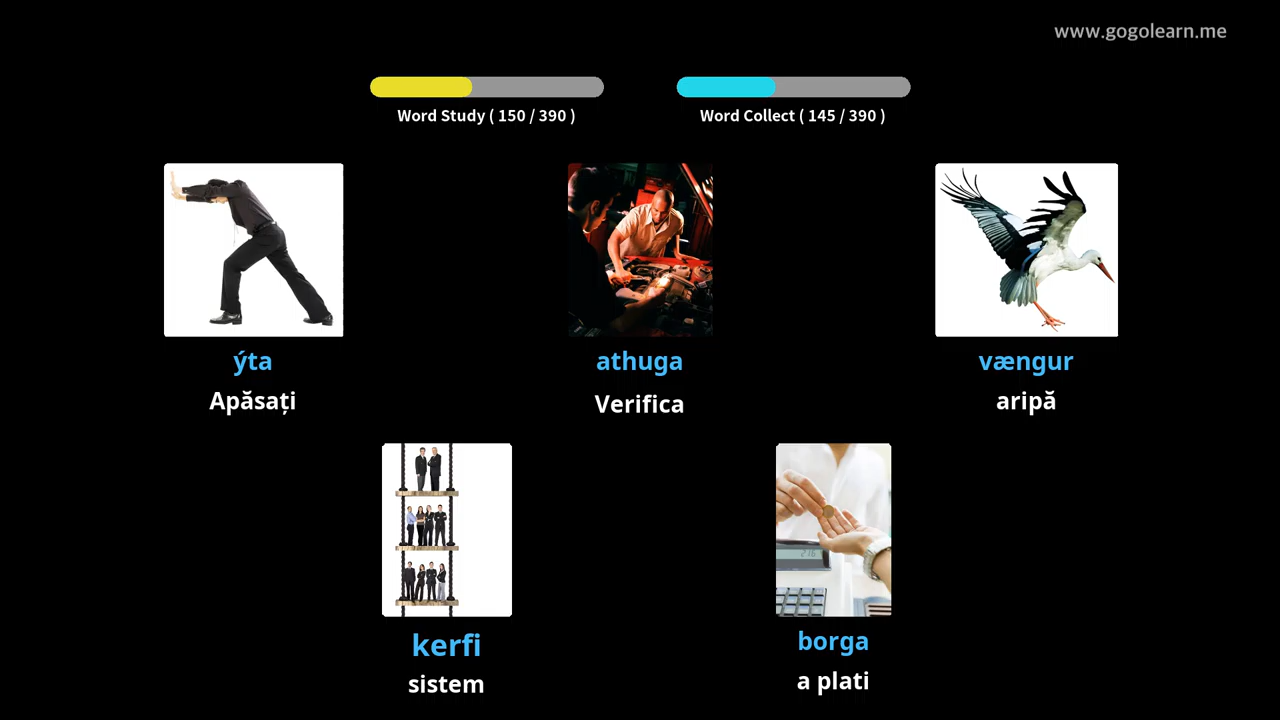 www.gogolearn.me
Word Study ( 150 / 390 )
Word Collect ( 145 / 390 )
ýta
Apăsați
athuga
Verifica
vængur
aripă
kerfi
sistem
borga
a plati